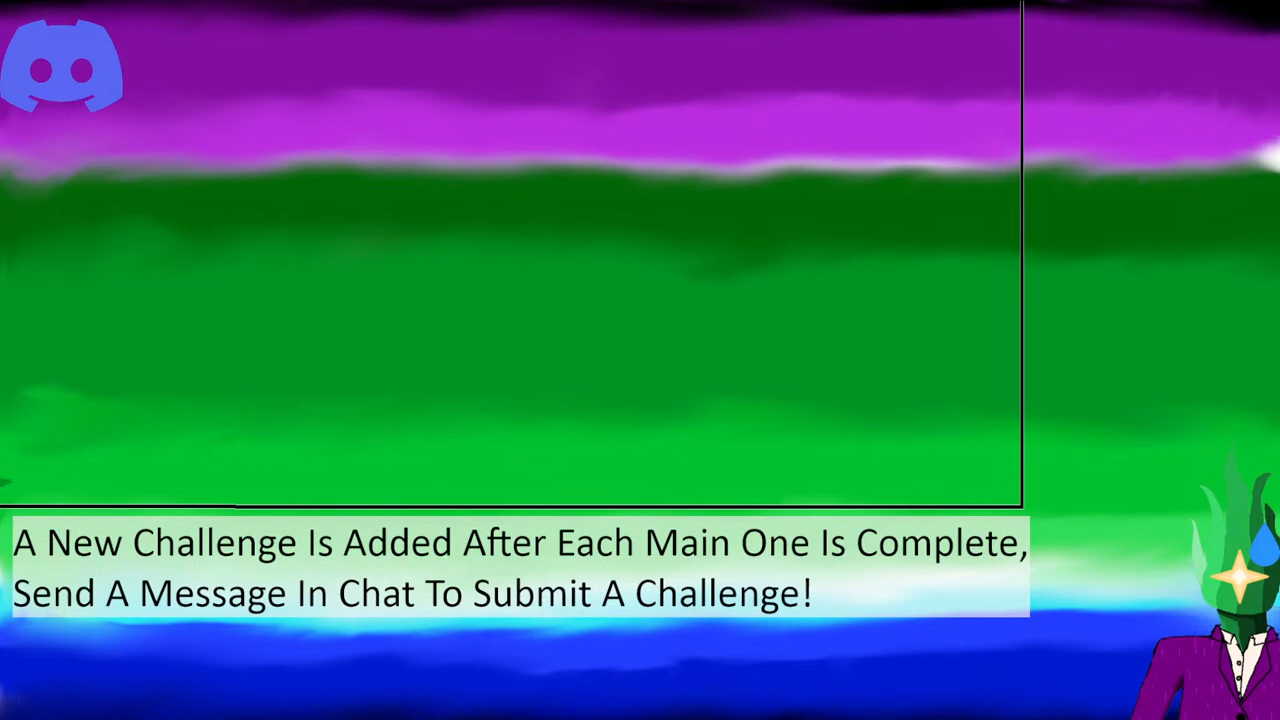 A New Challenge Is Added After Each Main One Is Complete,
Send A Message In Chat To Submit A Challenge!